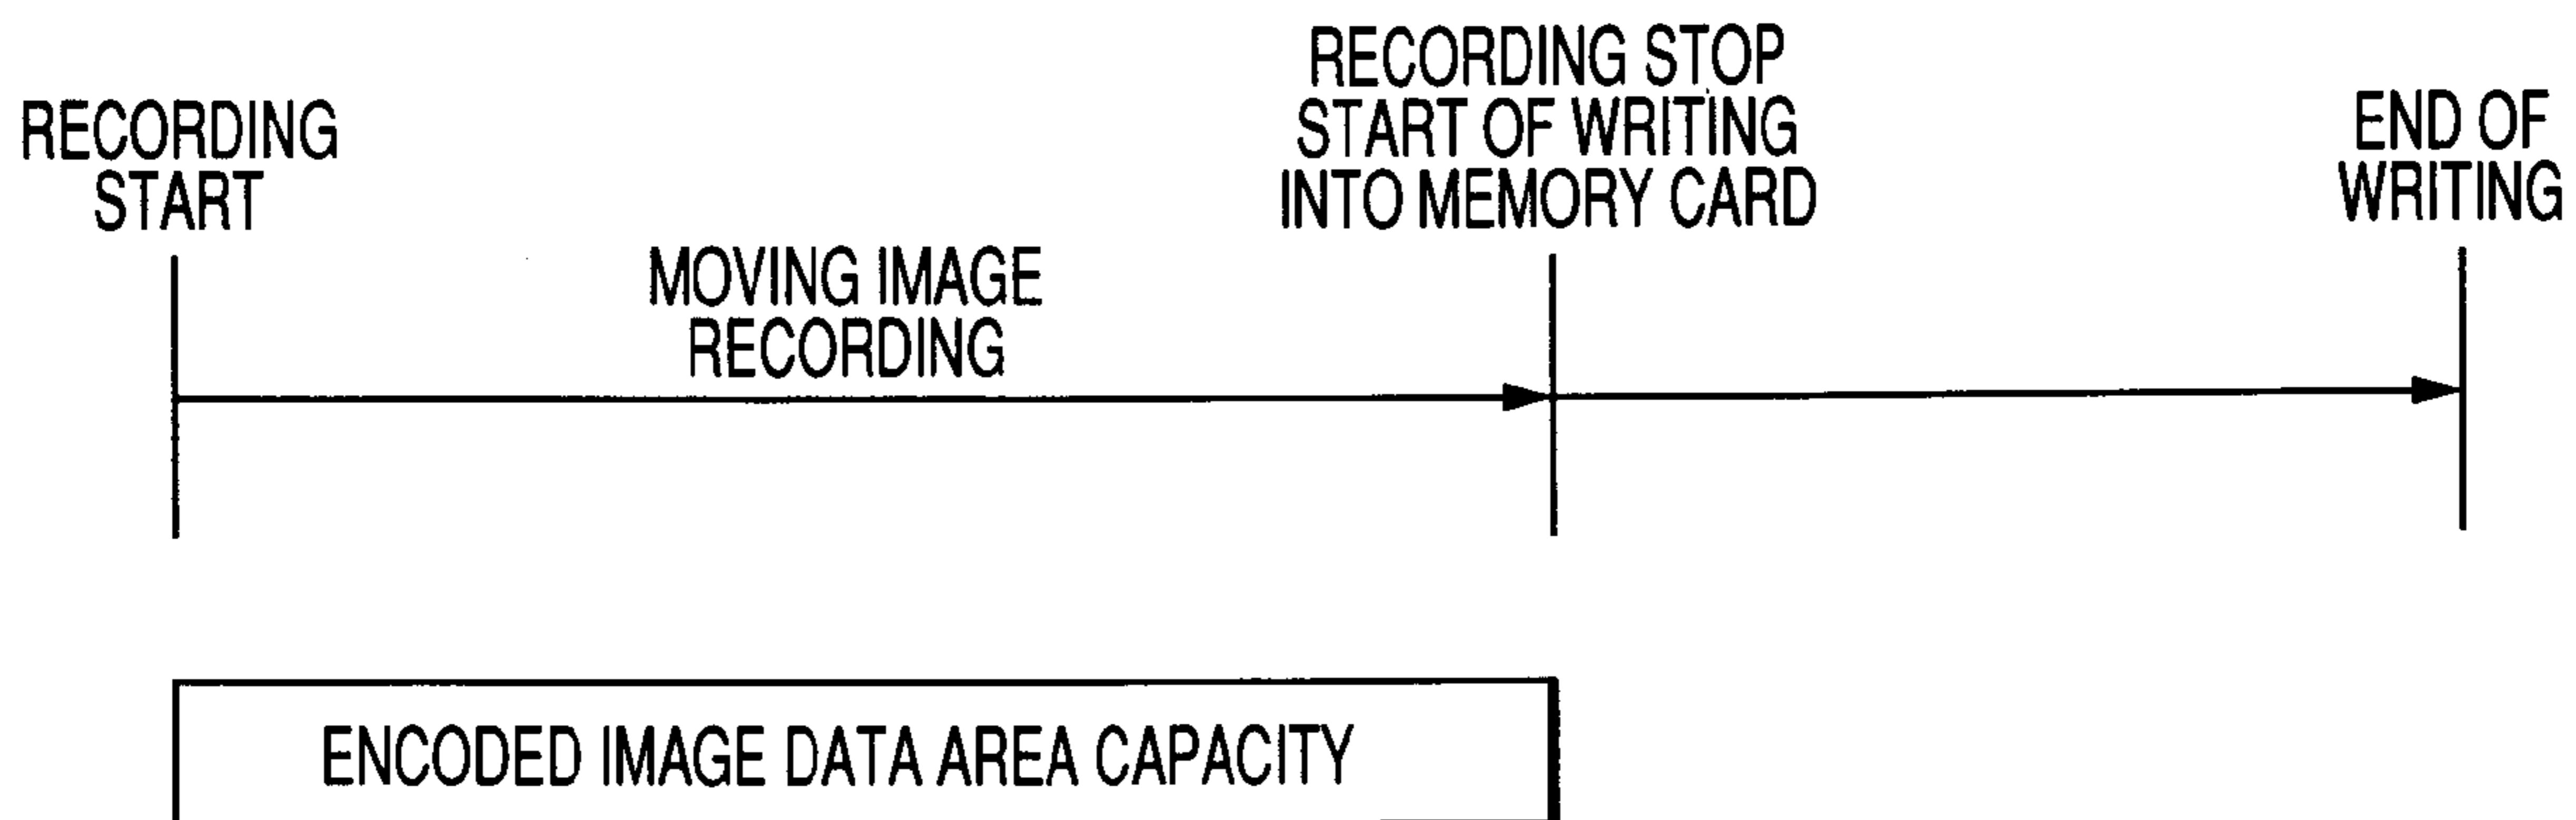 RECORDING
START
MOVING IMAGE
RECORDING
RECORDING STOP
START OF WRITING
INTO MEMORY CARD
END OF
WRITING
ENCODED IMAGE DATA AREA CAPACITY